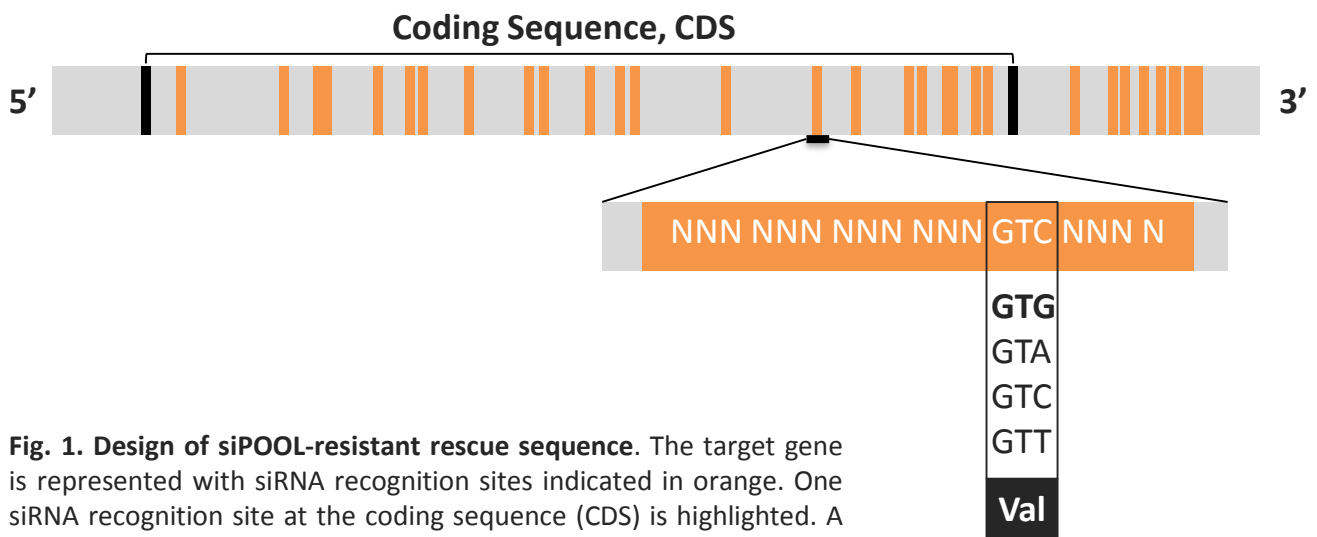 Coding Sequence, CDS
5’
3’
NNN NNN NNN NNN GTC NNN N
GTG
GTA
GTC
GTT
Val
Fig. 1. Design of siPOOL-resistant rescue sequence. The target gene
is represented with siRNA recognition sites indicated in orange. One
siRNA recognition site at the coding sequence (CDS) is highlighted. A